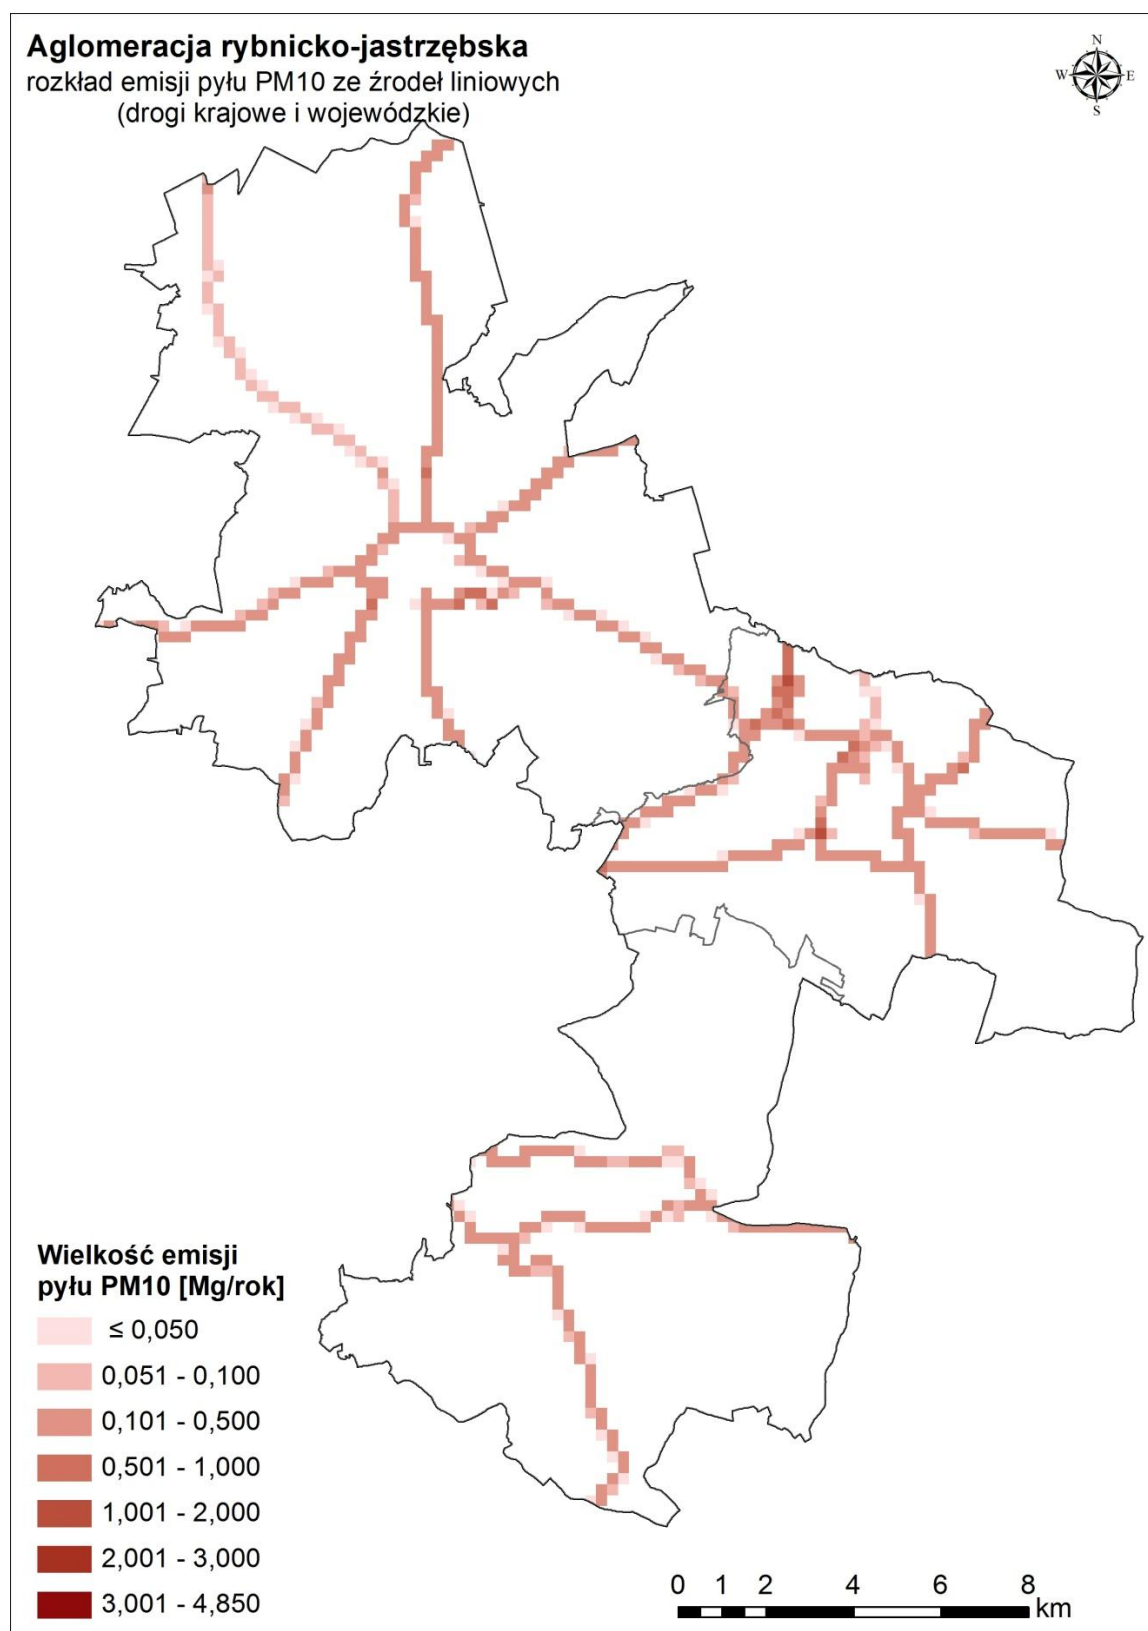 Aglomeracja rybnicko-jastrzębska
rozkład emisji pyłu PM10 ze źrodeł liniowych
(drogi krajowe i wojewódzkie)
N
W E
S
Wielkość emisji
pyłu PM10 [Mg/rok]
≤ 0,050
0,051 - 0,100
0,101 - 0,500
0,501 - 1,000
1,001 - 2,000
2,001 - 3,000
3,001 - 4,850
0 1 2 4 6 8
km